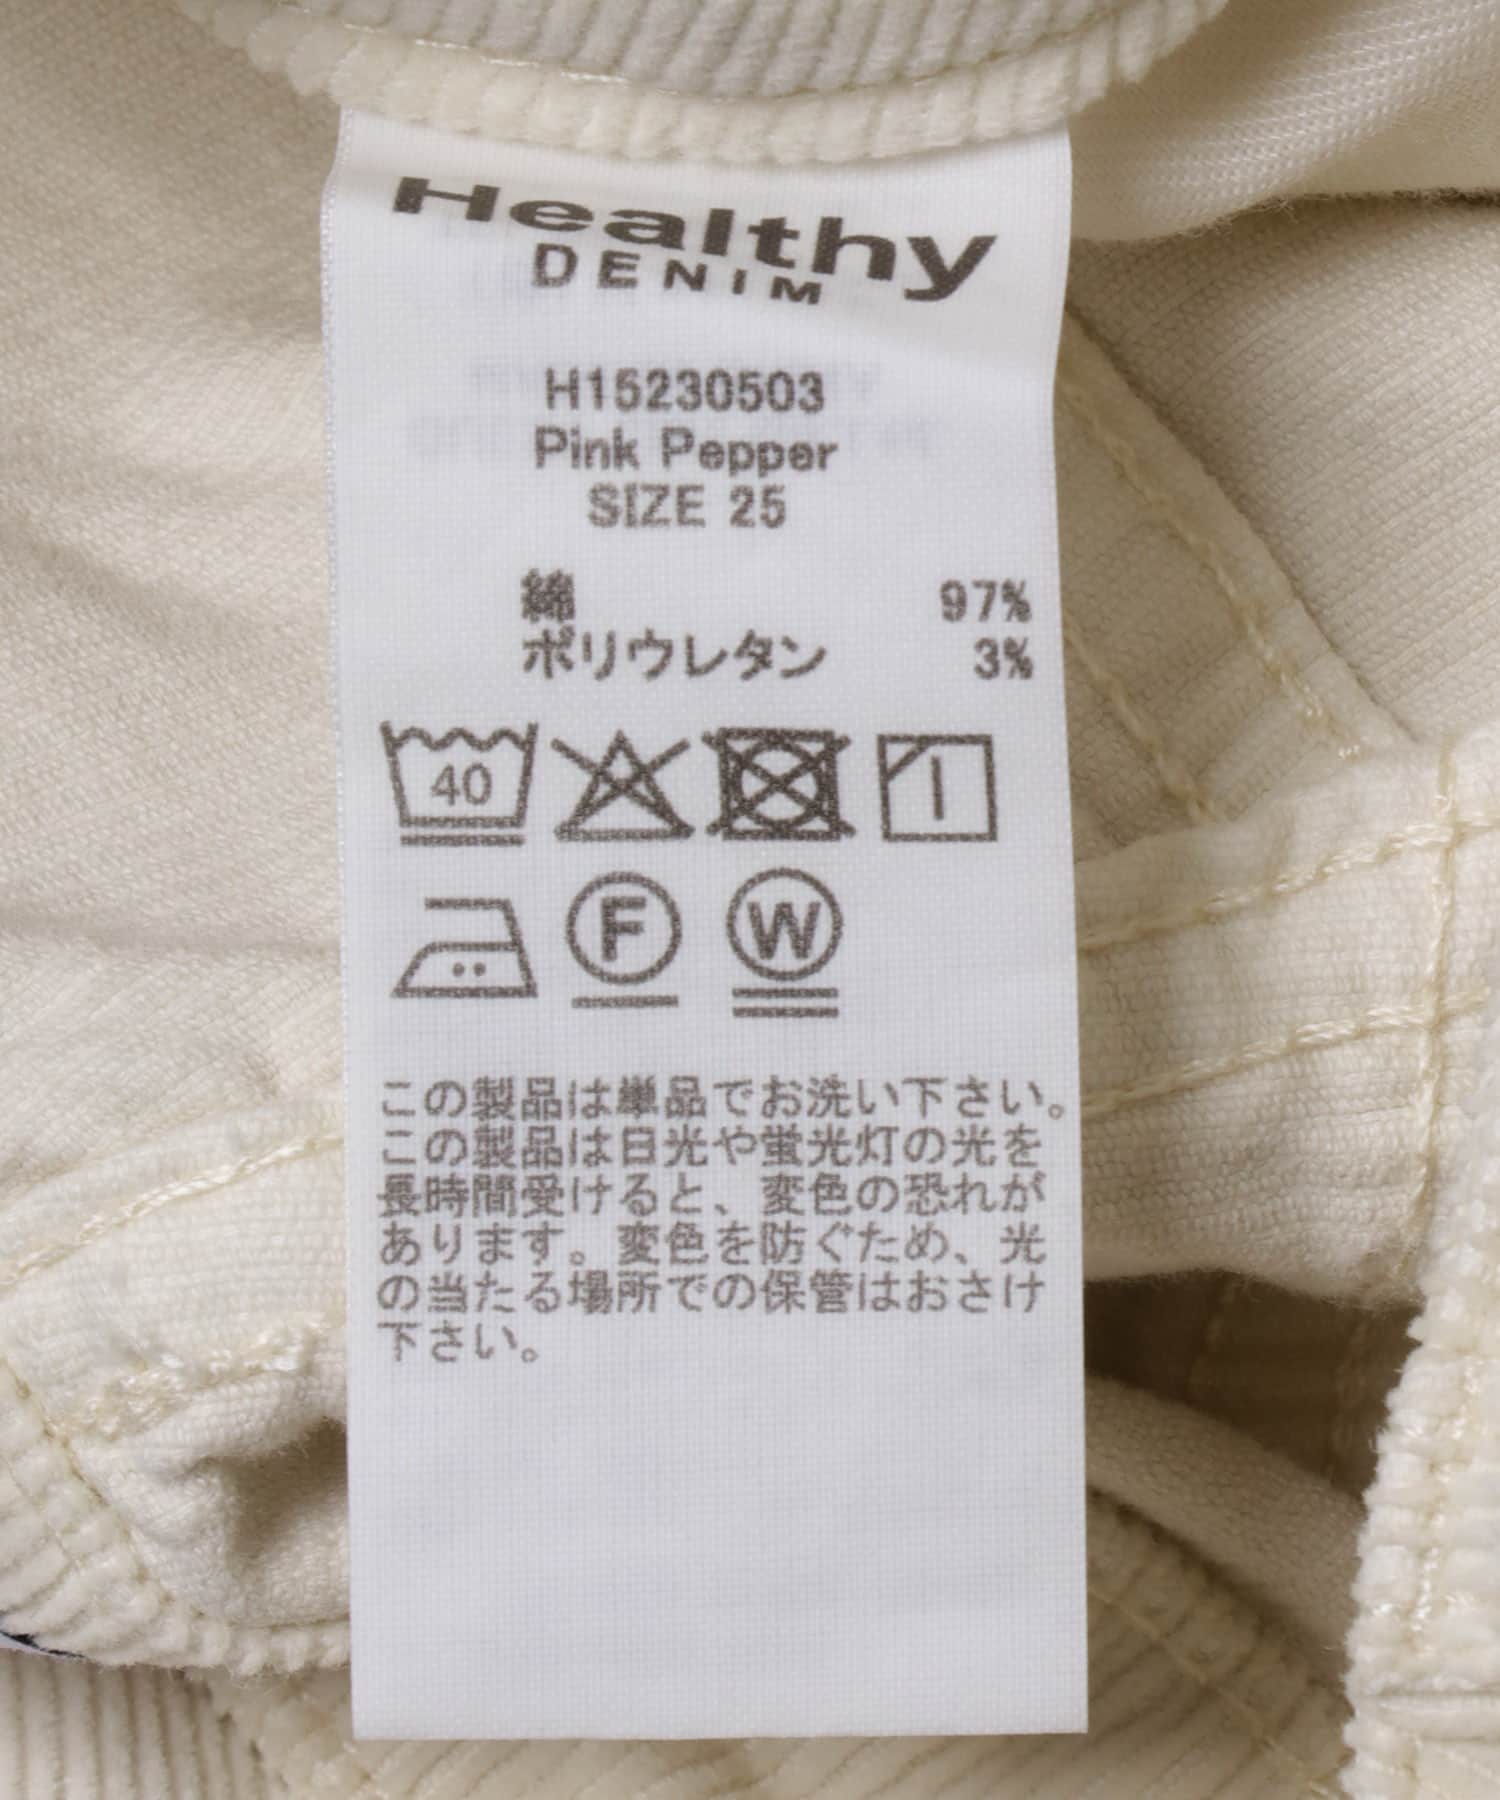 Healthy
DENIM
H15230503
Pink Pepper
SIZE 25
綿 97%
ポリウレタン 3%
40
F W
この製品は単品でお洗い下さい。
この製品は日光や蛍光灯の光を
長時間受けると、変色の恐れが
あります。変色を防ぐため、光
の当たる場所での保管はおさけ
下さい。